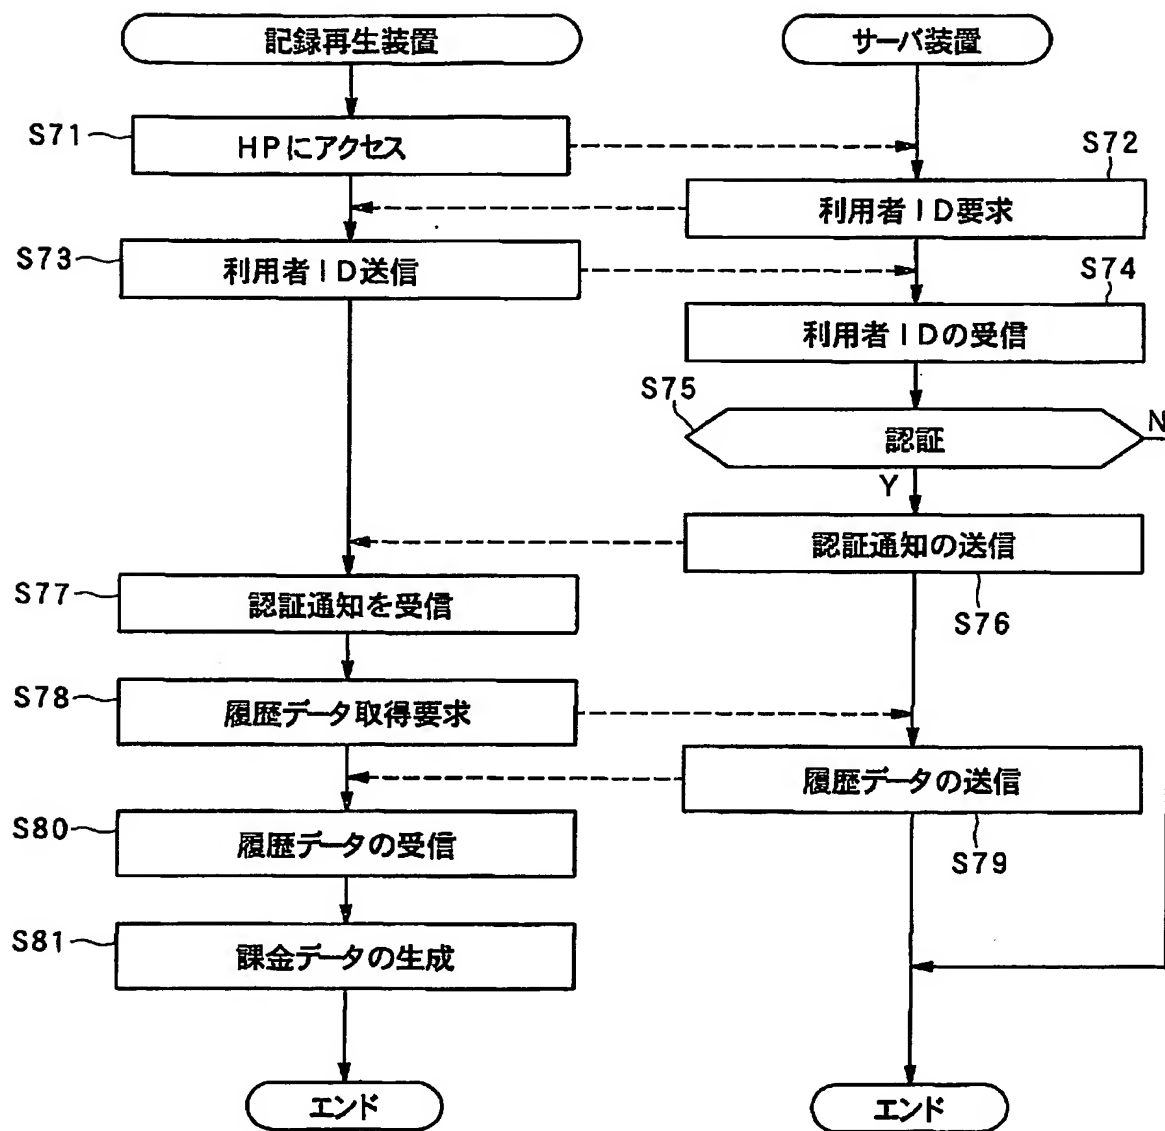 記録再生装置
サーバ装置
S71
HPにアクセス
S72
利用者ID要求
S73
利用者ID送信
S74
利用者IDの受信
S75
認証
N
Y
認証通知の送信
S76
S77
認証通知を受信
S78
履歴データ取得要求
履歴データの送信
S79
S80
履歴データの受信
S81
課金データの生成
エンド
エンド